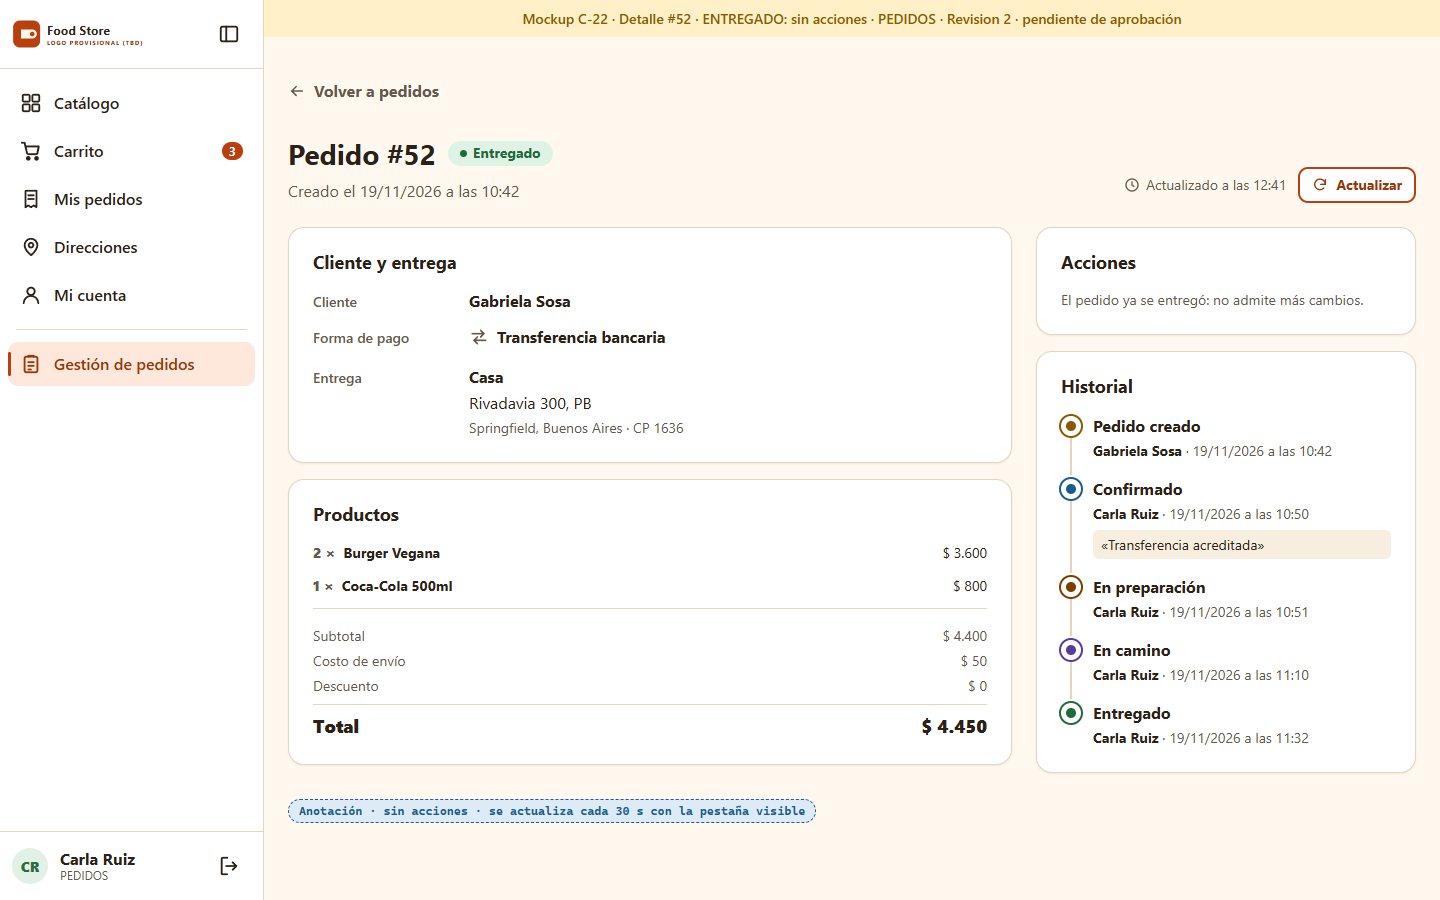 Mockup C-22 · Detalle #52 · ENTREGADO: sin acciones · PEDIDOS · Revision 2 · pendiente de aprobación
Food Store
LOGO PROVISIONAL (TBD)
Catálogo
Carrito
3
Mis pedidos
Direcciones
Mi cuenta
Gestión de pedidos
CR
Carla Ruiz
PEDIDOS
Volver a pedidos
Pedido #52
Entregado
Creado el 19/11/2026 a las 10:42
Actualizado a las 12:41
Actualizar
Cliente y entrega
Cliente Gabriela Sosa
Forma de pago Transferencia bancaria
Entrega Casa
Rivadavia 300, PB
Springfield, Buenos Aires · CP 1636
Productos
2 × Burger Vegana $ 3.600
1 × Coca-Cola 500ml $ 800
Subtotal $ 4.400
Costo de envío $ 50
Descuento $ 0
Total $ 4.450
Anotación · sin acciones · se actualiza cada 30 s con la pestaña visible
Acciones
El pedido ya se entregó: no admite más cambios.
Historial
Pedido creado
Gabriela Sosa · 19/11/2026 a las 10:42
Confirmado
Carla Ruiz · 19/11/2026 a las 10:50
«Transferencia acreditada»
En preparación
Carla Ruiz · 19/11/2026 a las 10:51
En camino
Carla Ruiz · 19/11/2026 a las 11:10
Entregado
Carla Ruiz · 19/11/2026 a las 11:32